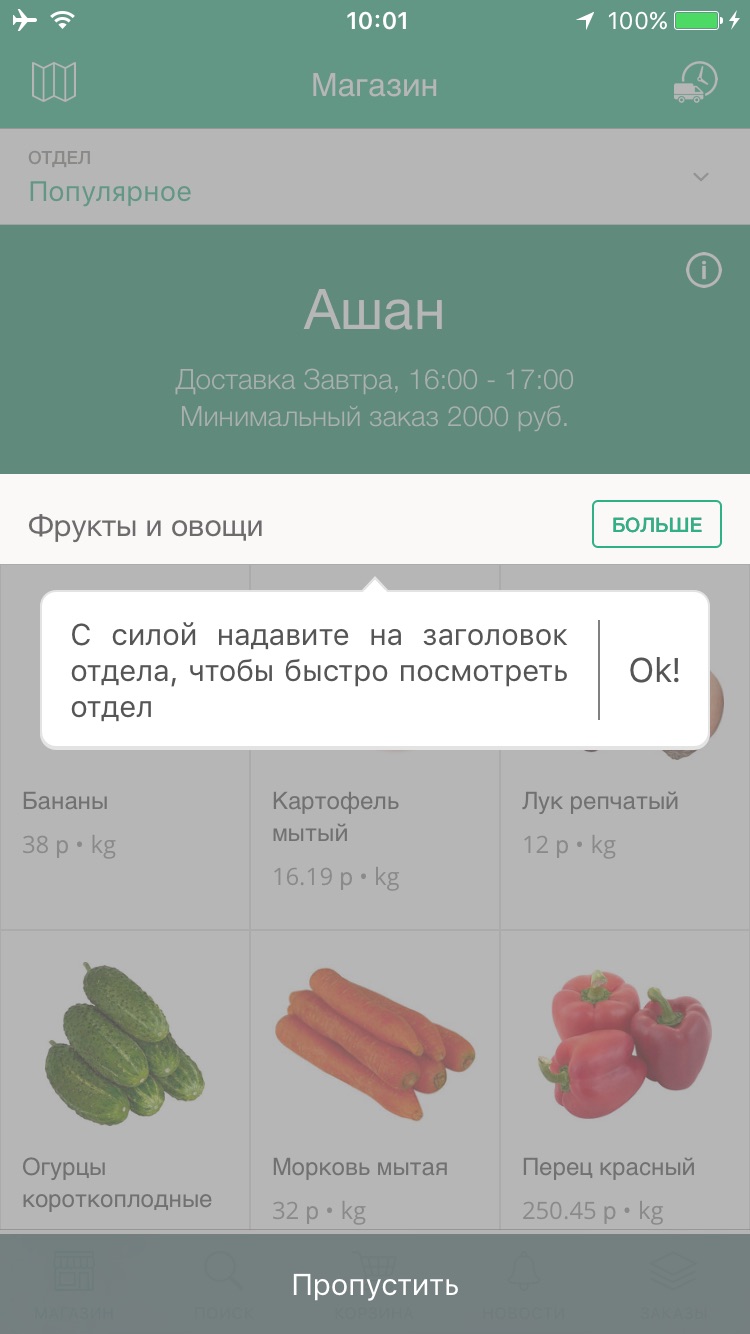 10:01
100%
Магазин
ОТДЕЛ
Популярное
Ашан
Доставка Завтра, 16:00 - 17:00
Минимальный заказ 2000 руб.
Фрукты и овощи
БОЛЬШЕ
С силой надавите на заголовок
отдела, чтобы быстро посмотреть
отдел
Ok!
Бананы
38 р • kg
Картофель
мытый
16.19 р • kg
Лук репчатый
12 р • kg
Огурцы
короткоплодные
Морковь мытая
32 р • kg
Перец красный
250.45 р • kg
Пропустить
МАГАЗИН
ПОИСК
КОРЗИНА
НОВОСТИ
ЗАКАЗЫ